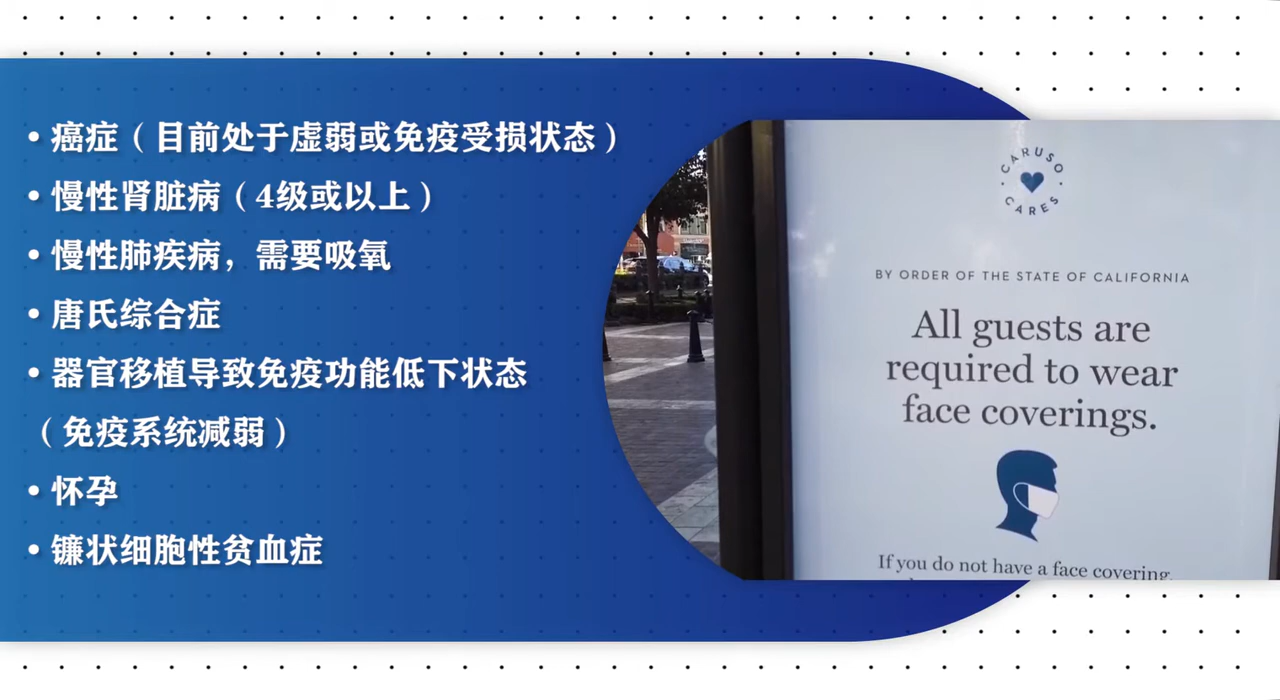 • 癌症（目前处于虚弱或免疫受损状态）
• 慢性肾脏病（4级或以上）
• 慢性肺疾病，需要吸氧
• 唐氏综合症
• 器官移植导致免疫功能低下状态
（免疫系统减弱）
• 怀孕
• 镰状细胞性贫血症
CARUSO
CARES
BY ORDER OF THE STATE OF CALIFORNIA
All guests are
required to wear
face coverings.
If you do not have a face covering,